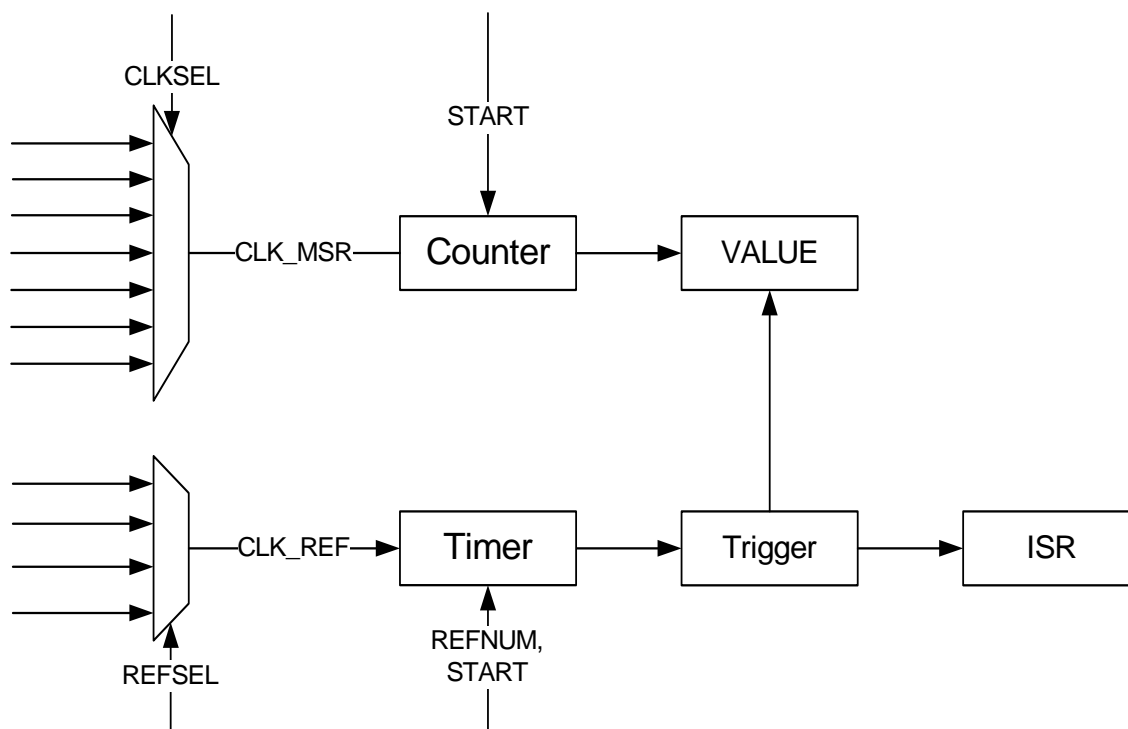 CLKSEL
START
CLK_MSR
Counter
VALUE
CLK_REF
Timer
Trigger
ISR
REFSEL
REFNUM,
START